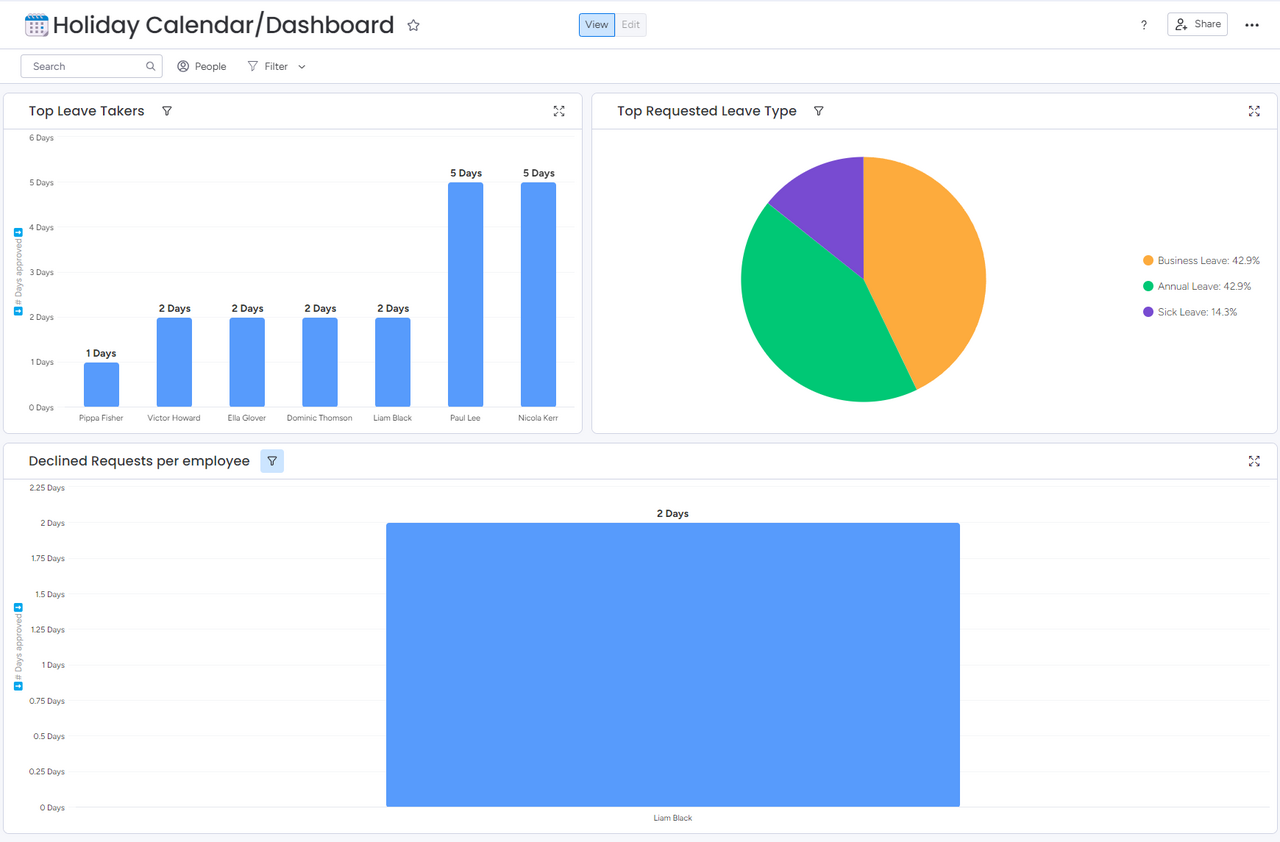 Holiday Calendar/Dashboard
View Edit
? Share
Search People Filter
Top Leave Takers
6 Days
5 Days
4 Days
3 Days
2 Days
1 Days
0 Days
# Days approved
1 Days
2 Days
2 Days
2 Days
2 Days
5 Days
5 Days
Pippa Fisher Victor Howard Ella Glover Dominic Thomson Liam Black Paul Lee Nicola Kerr
Top Requested Leave Type
Business Leave: 42.9%
Annual Leave: 42.9%
Sick Leave: 14.3%
Declined Requests per employee
2.25 Days
2 Days
1.75 Days
1.5 Days
1.25 Days
1 Days
0.75 Days
0.5 Days
0.25 Days
0 Days
# Days approved
2 Days
Liam Black